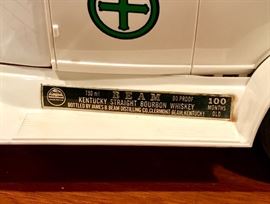 750 ml BEAM 80 PROOF
KENTUCKY STRAIGHT BOURBON WHISKEY
BOTTLED BY JAMES B. BEAM DISTILLING CO., CLERMONT BEAM, KENTUCKY
100
MONTHS
OLD